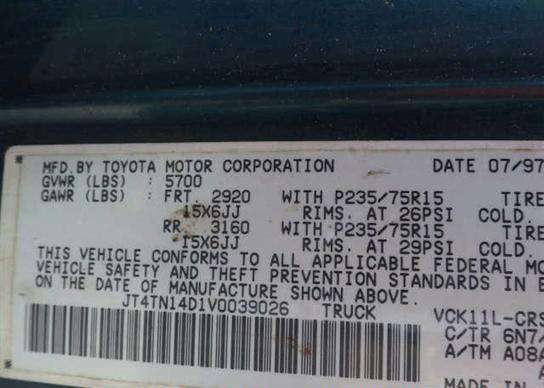 MFD.BY TOYOTA MOTOR CORPORATION DATE 07/97
GVWR (LBS) : 5700
GAWR (LBS) : FRT. 2920 WITH P235/75R15 TIRE
15X6JJ RIMS. AT 26PSI COLD.
RR. 3160 WITH P235/75R15 TIRE
15X6JJ RIMS. AT 29PSI COLD.
THIS VEHICLE CONFORMS TO ALL APPLICABLE FEDERAL MO
VEHICLE SAFETY AND THEFT PREVENTION STANDARDS IN E
ON THE DATE OF MANUFACTURE SHOWN ABOVE.
JT4TN14D1V0039026 TRUCK VCK11L-CRS
C/TR 6N7/
A/TM A08A